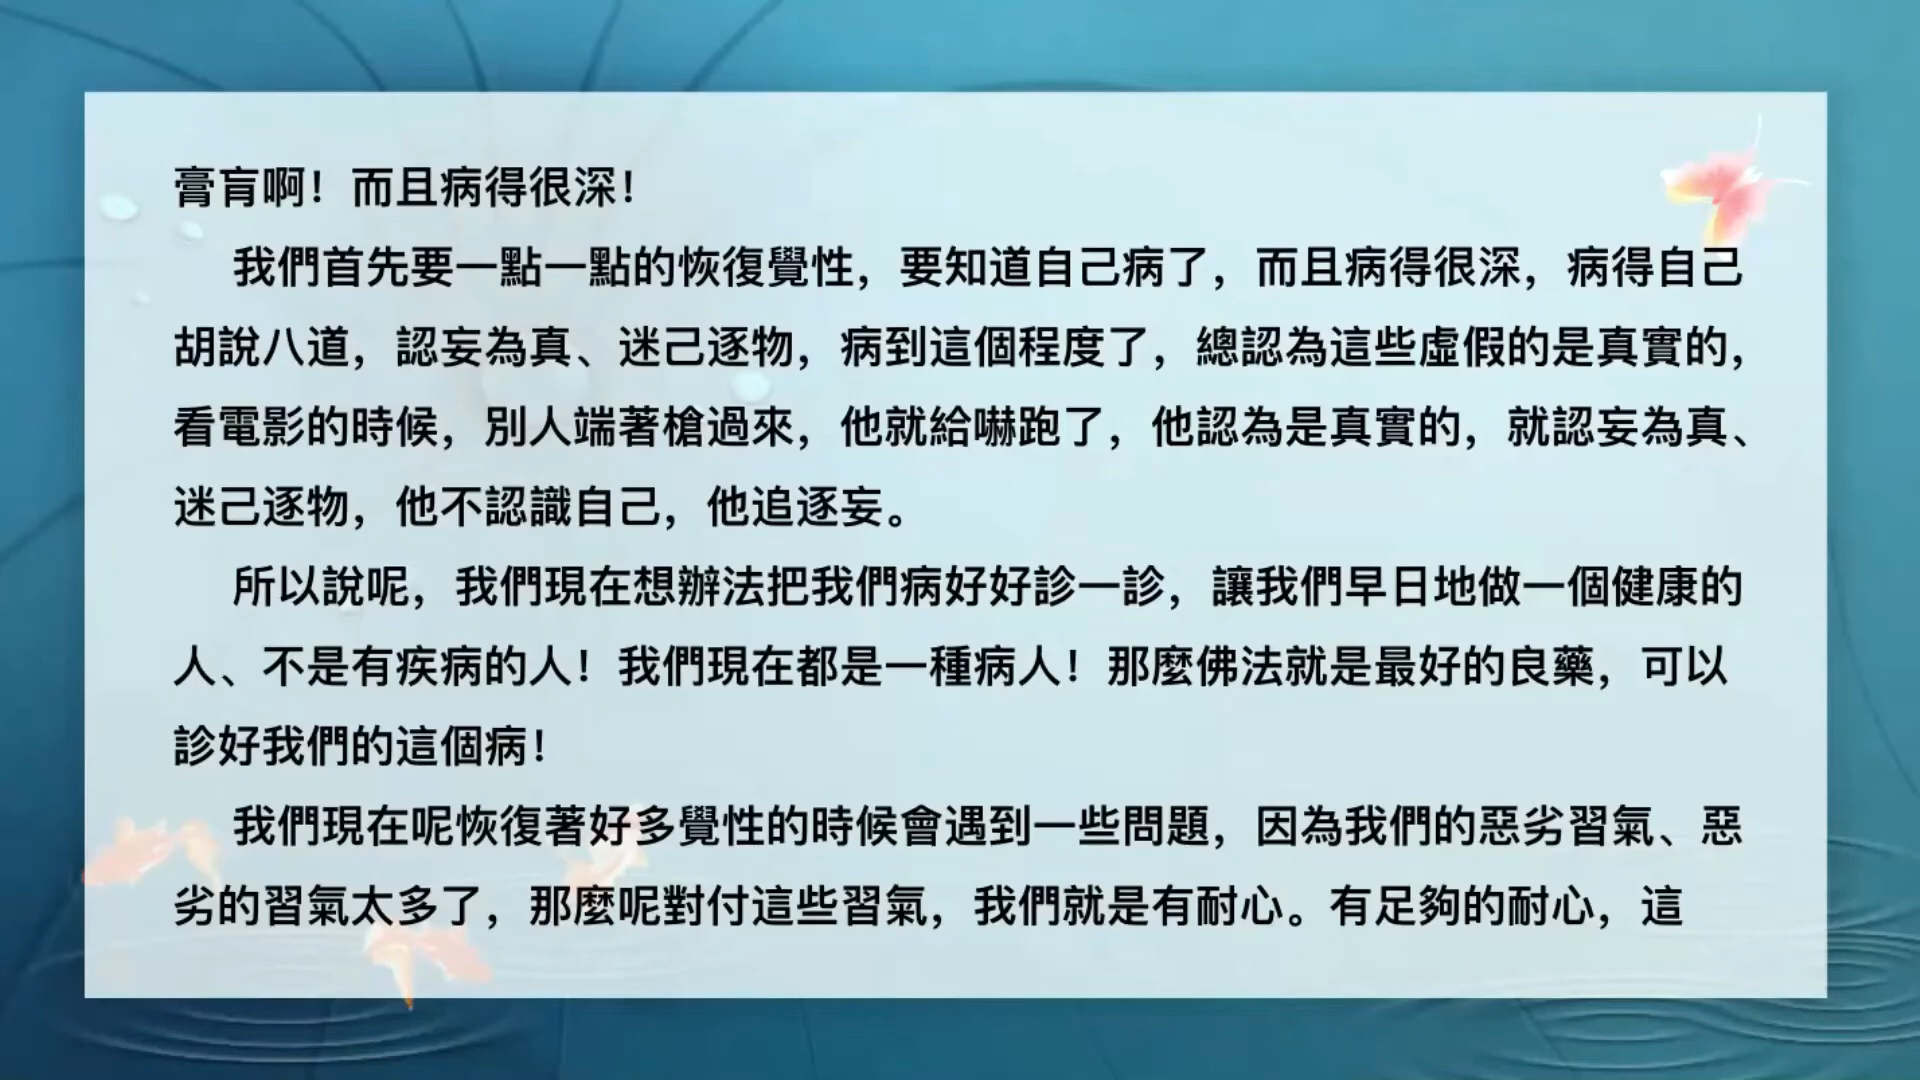 膏肓啊！而且病得很深！
我們首先要一點一點的恢復覺性，要知道自己病了，而且病得很深，病得自己
胡說八道，認妄為真、迷己逐物，病到這個程度了，總認為這些虛假的是真實的，
看電影的時候，別人端著槍過來，他就給嚇跑了，他認為是真實的，就認妄為真、
迷己逐物，他不認識自己，他追逐妄。
所以說呢，我們現在想辦法把我們病好好診一診，讓我們早日地做一個健康的
人、不是有疾病的人！我們現在都是一種病人！那麼佛法就是最好的良藥，可以
診好我們的這個病！
我們現在呢恢復著好多覺性的時候會遇到一些問題，因為我們的惡劣習氣、惡
劣的習氣太多了，那麼呢對付這些習氣，我們就是有耐心。有足夠的耐心，這